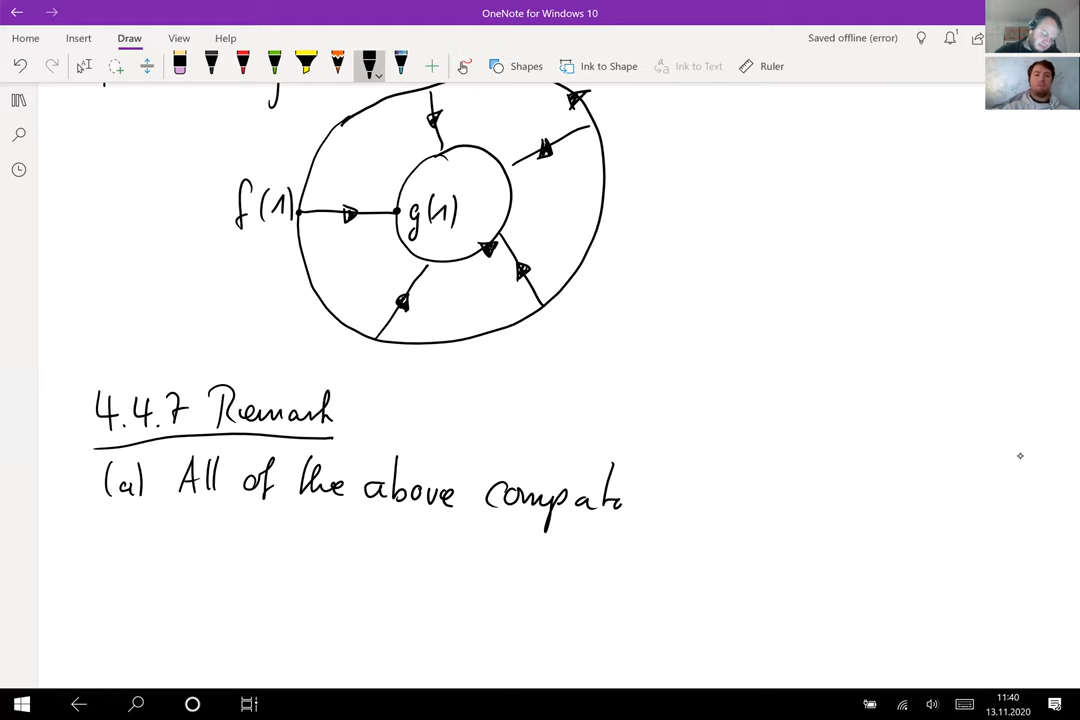 OneNote for Windows 10
Home Insert Draw View Help Saved offline (error)
Shapes Ink to Shape Ink to Text Ruler
f(1) g(1)
4.4.7 Remark
(a) All of the above compat
11:40
13.11.2020